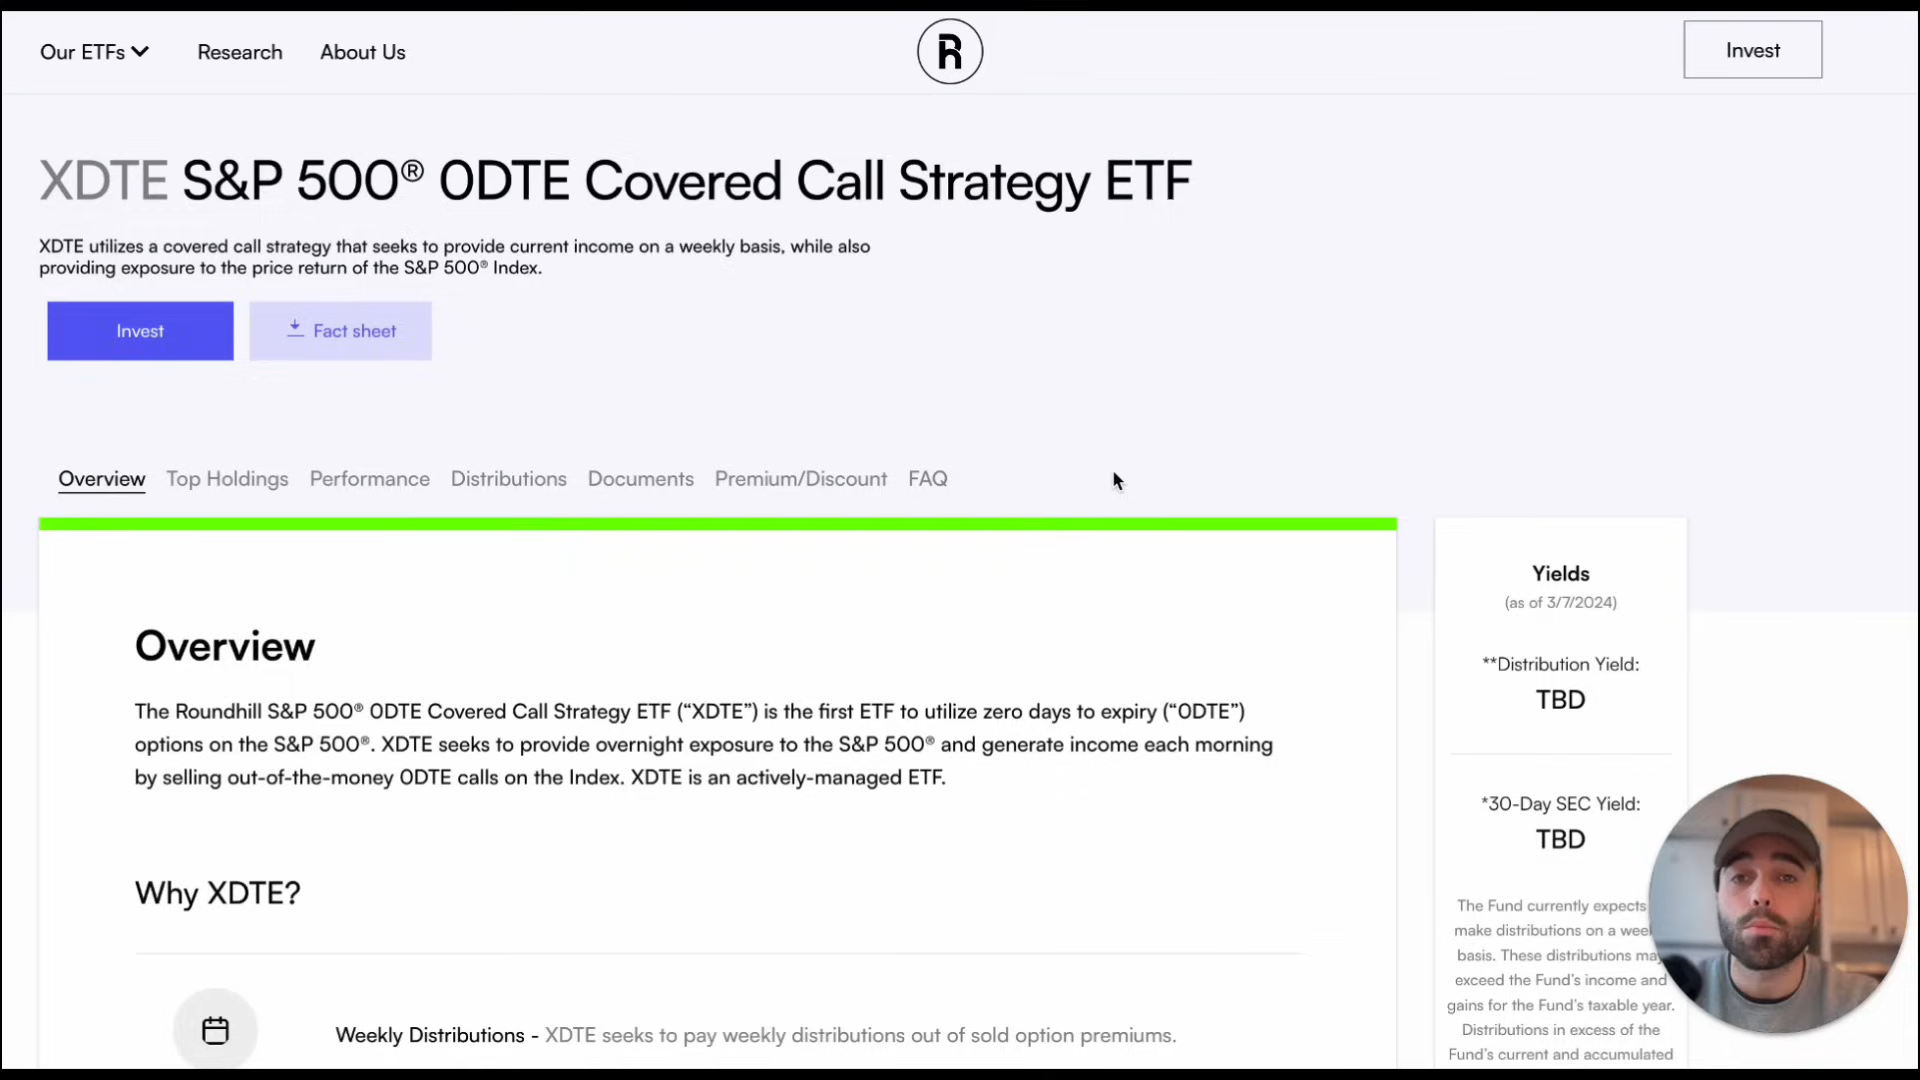 Our ETFs
Research
About Us
R
Invest
XDTE S&P 500® 0DTE Covered Call Strategy ETF
XDTE utilizes a covered call strategy that seeks to provide current income on a weekly basis, while also
providing exposure to the price return of the S&P 500® Index.
Invest
Fact sheet
Overview
Top Holdings
Performance
Distributions
Documents
Premium/Discount
FAQ
Overview
The Roundhill S&P 500® 0DTE Covered Call Strategy ETF (“XDTE”) is the first ETF to utilize zero days to expiry (“0DTE”)
options on the S&P 500®. XDTE seeks to provide overnight exposure to the S&P 500® and generate income each morning
by selling out-of-the-money 0DTE calls on the Index. XDTE is an actively-managed ETF.
Why XDTE?
Weekly Distributions - XDTE seeks to pay weekly distributions out of sold option premiums.
Yields
(as of 3/7/2024)
**Distribution Yield:
TBD
*30-Day SEC Yield:
TBD
The Fund currently expects
make distributions on a
basis. These distributions
exceed the Fund’s income and
gains for the Fund’s taxable year.
Distributions in excess of the
Fund’s current and accumulated